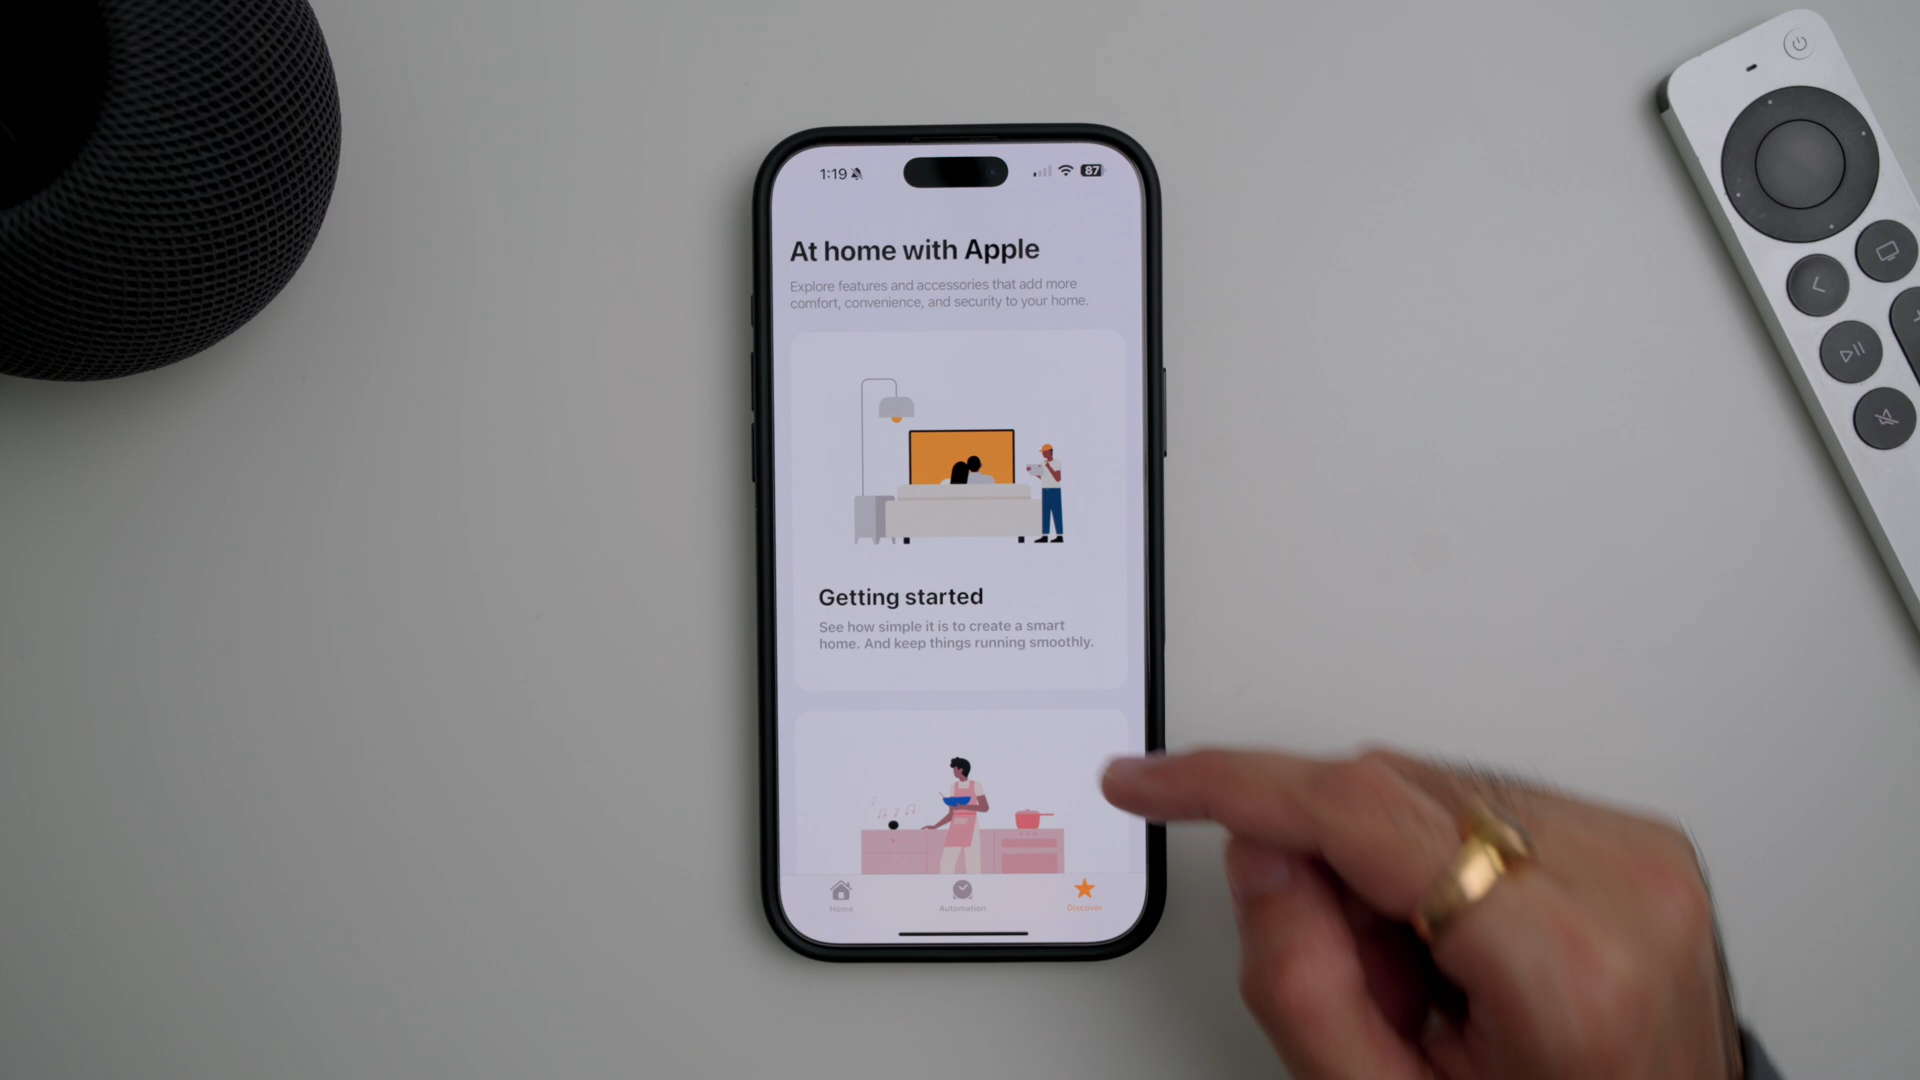 1:19
87
At home with Apple
Explore features and accessories that add more
comfort, convenience, and security to your home.
Getting started
See how simple it is to create a smart
home. And keep things running smoothly.
Home
Automation
Discover